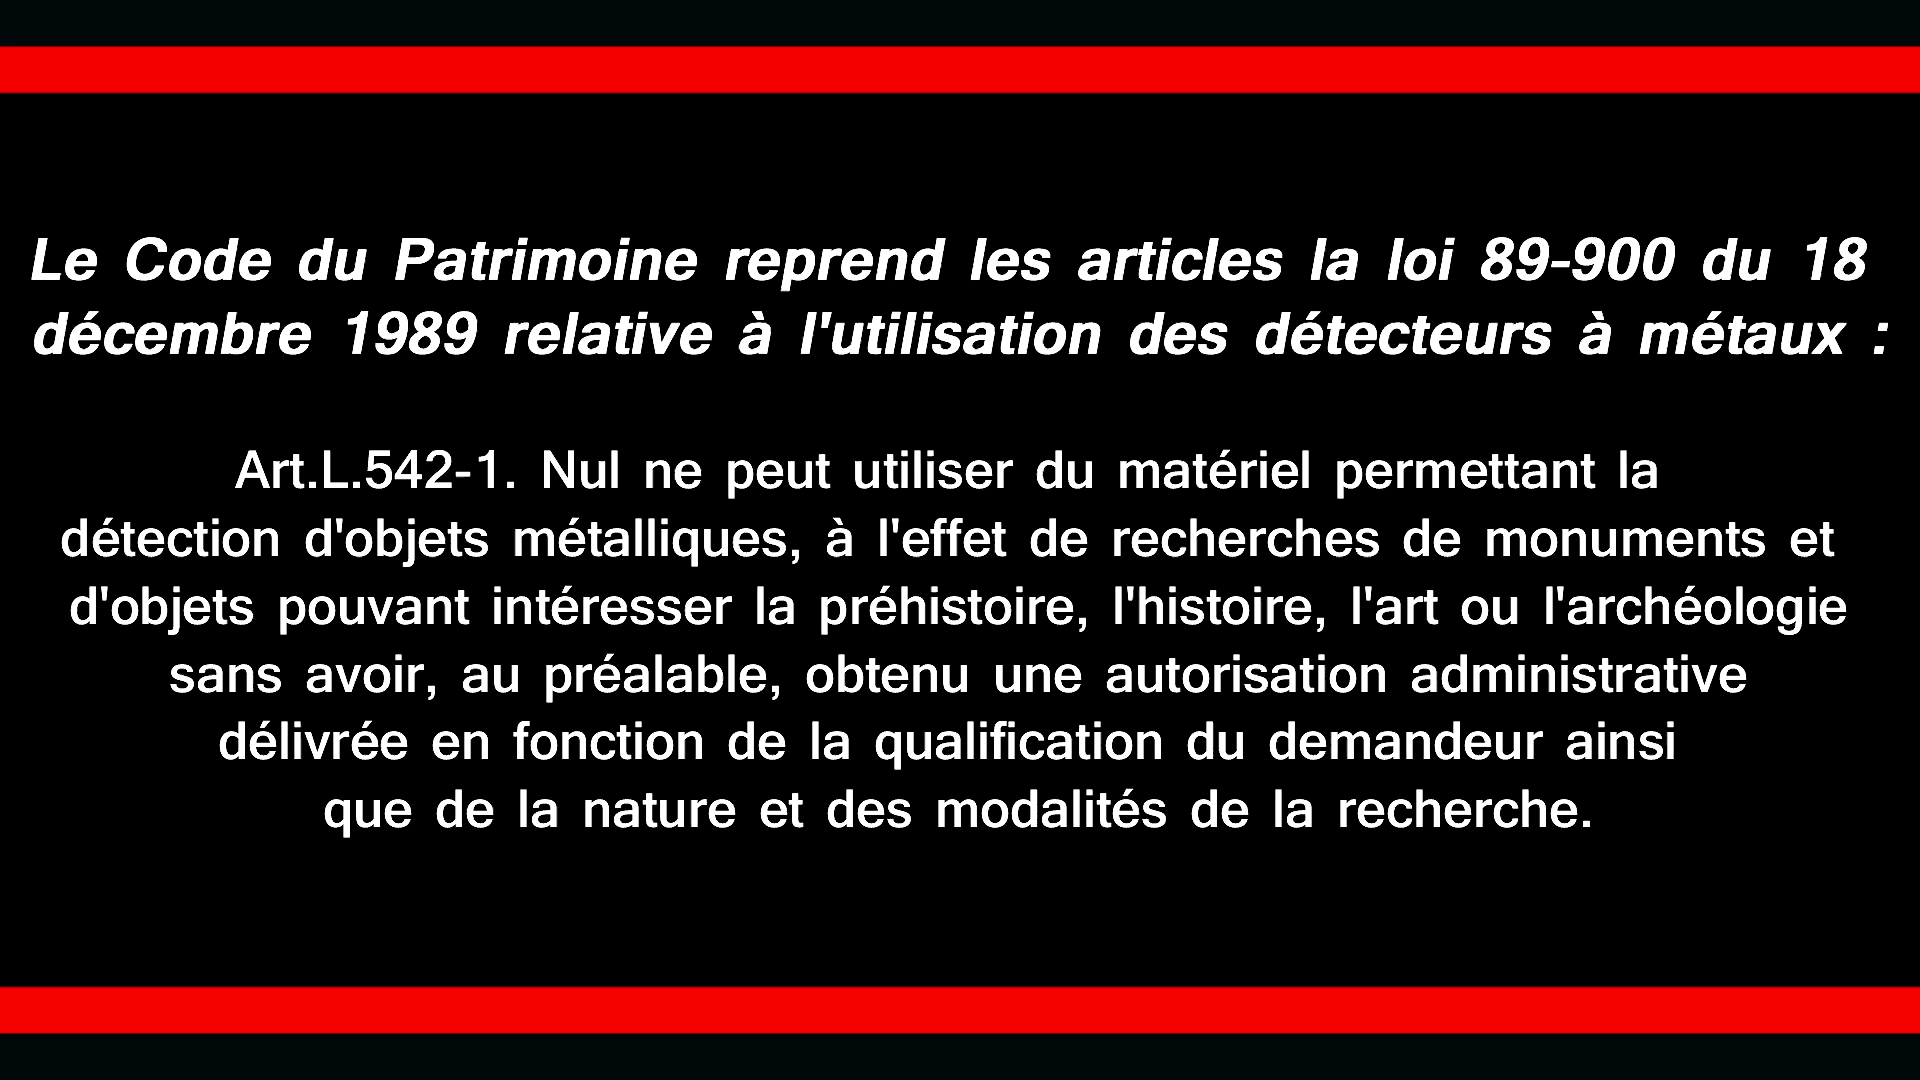 Le Code du Patrimoine reprend les articles la loi 89-900 du 18
décembre 1989 relative à l'utilisation des détecteurs à métaux :
Art.L.542-1. Nul ne peut utiliser du matériel permettant la
détection d'objets métalliques, à l'effet de recherches de monuments et
d'objets pouvant intéresser la préhistoire, l'histoire, l'art ou l'archéologie
sans avoir, au préalable, obtenu une autorisation administrative
délivrée en fonction de la qualification du demandeur ainsi
que de la nature et des modalités de la recherche.